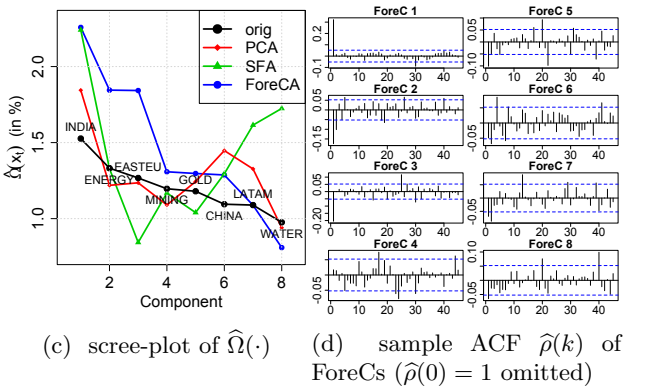 orig
PCA
SFA
ForeCA
INDIA
ENERGY
EASTEU
MINING
GOLD
CHINA
LATAM
WATER
2.0
1.5
1.0
Ω̂(x_t) (in %)
2 4 6 8
Component
(c) scree-plot of Ω̂(·)
ForeC 1
0.2
-0.1
0 10 20 30 40
ForeC 2
0.05
-0.15
0 10 20 30 40
ForeC 3
0.05
-0.20
0 10 20 30 40
ForeC 4
0.05
-0.05
0 10 20 30 40
ForeC 5
0.05
-0.05
0 10 20 30 40
ForeC 6
0.05
-0.05
0 10 20 30 40
ForeC 7
0.05
-0.05
0 10 20 30 40
ForeC 8
0.10
-0.05
0 10 20 30 40
(d) sample ACF ρ̂(k) of
ForeCs (ρ̂(0) = 1 omitted)